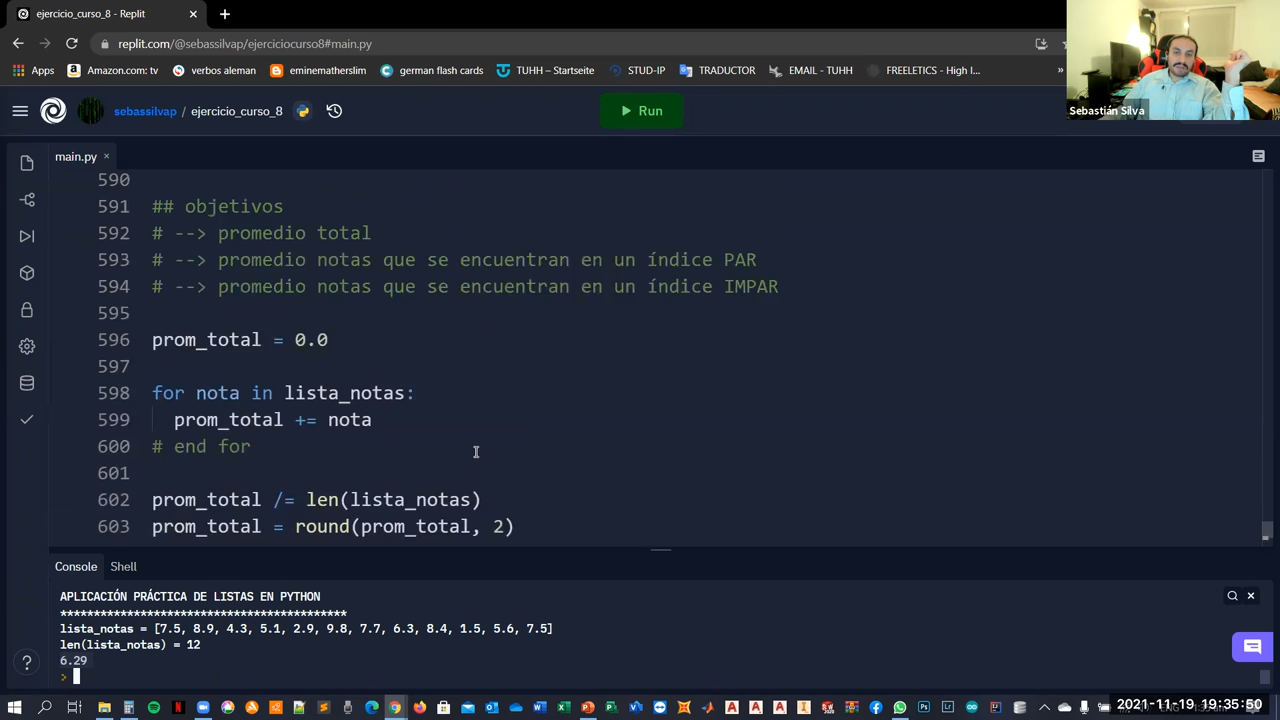 ejercicio_curso_8 - Replit
replit.com/@sebassilvap/ejerciciocurso8#main.py
Apps
Amazon.com: tv
verbos aleman
eminematherslim
german flashcard
TUHH – Startseite
STUD-IP
TRADUCTOR
EMAIL - TUHH
FREELETICS - High I...
»
Sebastián Silva
sebassilvap / ejercicio_curso_8
Run
main.py
590
591 ## objetivos
592 # --> promedio total
593 # --> promedio notas que se encuentran en un índice PAR
594 # --> promedio notas que se encuentran en un índice IMPAR
595
596 prom_total = 0.0
597
598 for nota in lista_notas:
599 prom_total += nota
600 # end for
601
602 prom_total /= len(lista_notas)
603 prom_total = round(prom_total, 2)
Console Shell
APLICACIÓN PRÁCTICA DE LISTAS EN PYTHON
*******************************************
lista_notas = [7.5, 8.9, 4.3, 5.1, 2.9, 9.8, 7.7, 6.3, 8.4, 1.5, 5.6, 7.5]
len(lista_notas) = 12
6.29
>
2021-11-19 19:35:50